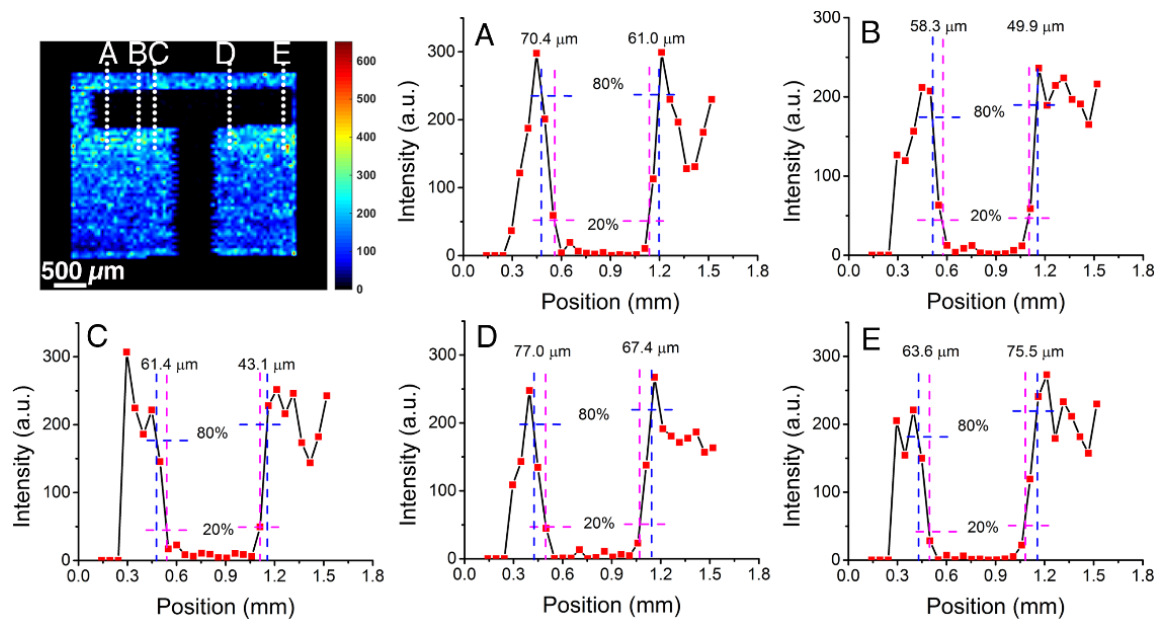 A B C D E
500 µm
600
500
400
300
200
100
0
A
70.4 µm 61.0 µm
80%
20%
300
200
100
0
0.0 0.3 0.6 0.9 1.2 1.5 1.8
Intensity (a.u.)
Position (mm)
B
58.3 µm 49.9 µm
80%
20%
300
200
100
0
0.0 0.3 0.6 0.9 1.2 1.5 1.8
Intensity (a.u.)
Position (mm)
C
61.4 µm 43.1 µm
80%
20%
300
200
100
0
0.0 0.3 0.6 0.9 1.2 1.5 1.8
Intensity (a.u.)
Position (mm)
D
77.0 µm 67.4 µm
80%
20%
300
200
100
0
0.0 0.3 0.6 0.9 1.2 1.5 1.8
Intensity (a.u.)
Position (mm)
E
63.6 µm 75.5 µm
80%
20%
300
200
100
0
0.0 0.3 0.6 0.9 1.2 1.5 1.8
Intensity (a.u.)
Position (mm)